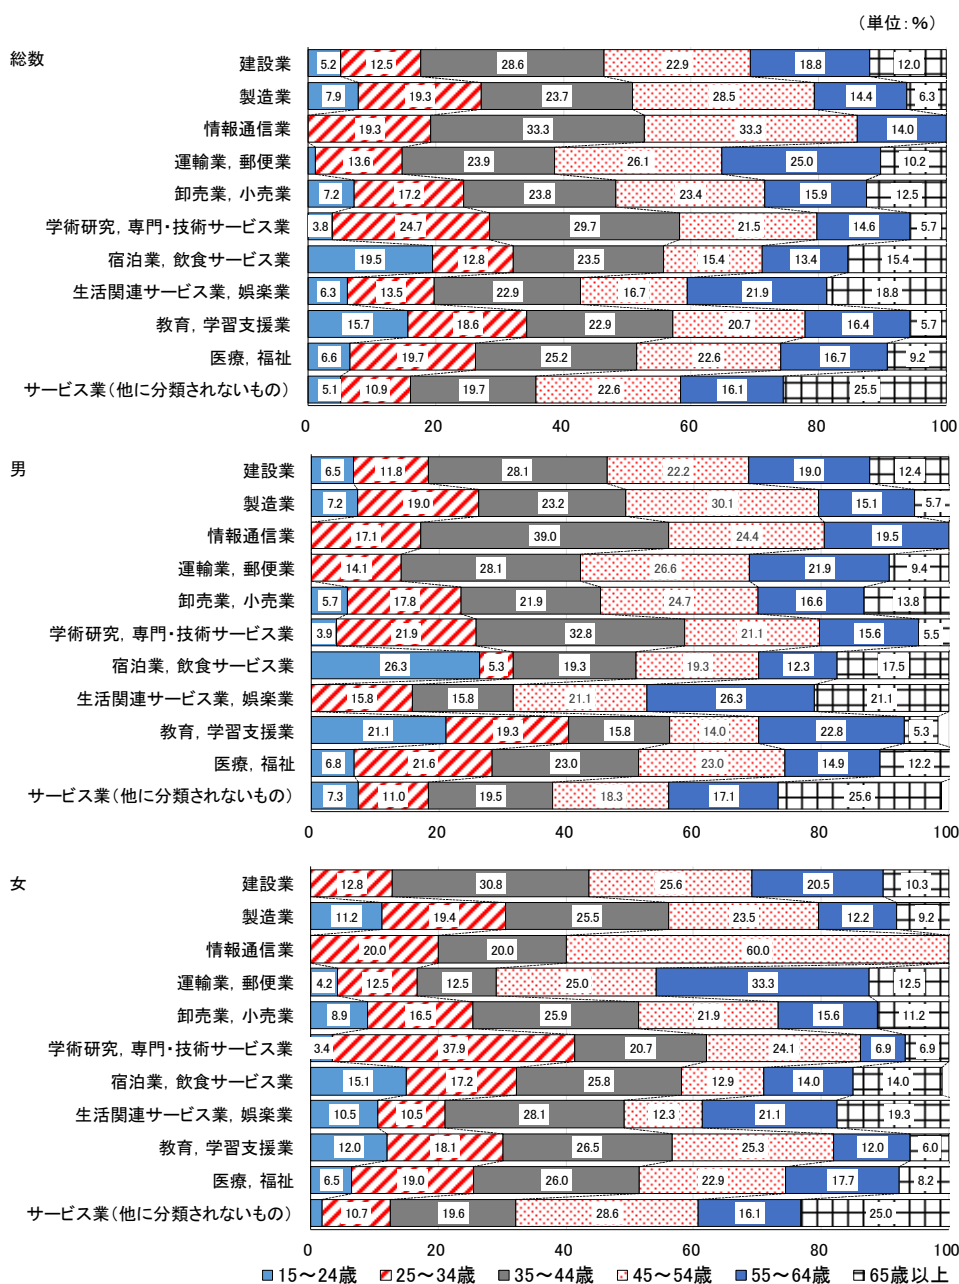 （単位：％）
総数
建設業 5.2 12.5 28.6 22.9 18.8 12.0
製造業 7.9 19.3 23.7 28.5 14.4 6.3
情報通信業 19.3 33.3 33.3 14.0
運輸業，郵便業 13.6 23.9 26.1 25.0 10.2
卸売業，小売業 7.2 17.2 23.8 23.4 15.9 12.5
学術研究，専門・技術サービス業 3.8 24.7 29.7 21.5 14.6 5.7
宿泊業，飲食サービス業 19.5 12.8 23.5 15.4 13.4 15.4
生活関連サービス業，娯楽業 6.3 13.5 22.9 16.7 21.9 18.8
教育，学習支援業 15.7 18.6 22.9 20.7 16.4 5.7
医療，福祉 6.6 19.7 25.2 22.6 16.7 9.2
サービス業（他に分類されないもの） 5.1 10.9 19.7 22.6 16.1 25.5
0 20 40 60 80 100
男
建設業 6.5 11.8 28.1 22.2 19.0 12.4
製造業 7.2 19.0 23.2 30.1 15.1 5.7
情報通信業 17.1 39.0 24.4 19.5
運輸業，郵便業 14.1 28.1 26.6 21.9 9.4
卸売業，小売業 5.7 17.8 21.9 24.7 16.6 13.8
学術研究，専門・技術サービス業 3.9 21.9 32.8 21.1 15.6 5.5
宿泊業，飲食サービス業 26.3 5.3 19.3 19.3 12.3 17.5
生活関連サービス業，娯楽業 15.8 15.8 21.1 26.3 21.1
教育，学習支援業 21.1 19.3 15.8 14.0 22.8 5.3
医療，福祉 6.8 21.6 23.0 23.0 14.9 12.2
サービス業（他に分類されないもの） 7.3 11.0 19.5 18.3 17.1 25.6
0 20 40 60 80 100
女
建設業 12.8 30.8 25.6 20.5 10.3
製造業 11.2 19.4 25.5 23.5 12.2 9.2
情報通信業 20.0 20.0 60.0
運輸業，郵便業 4.2 12.5 12.5 25.0 33.3 12.5
卸売業，小売業 8.9 16.5 25.9 21.9 15.6 11.2
学術研究，専門・技術サービス業 3.4 37.9 20.7 24.1 6.9 6.9
宿泊業，飲食サービス業 15.1 17.2 25.8 12.9 14.0 14.0
生活関連サービス業，娯楽業 10.5 10.5 28.1 12.3 21.1 19.3
教育，学習支援業 12.0 18.1 26.5 25.3 12.0 6.0
医療，福祉 6.5 19.0 26.0 22.9 17.7 8.2
サービス業（他に分類されないもの） 10.7 19.6 28.6 16.1 25.0
0 20 40 60 80 100
15～24歳 25～34歳 35～44歳 45～54歳 55～64歳 65歳以上